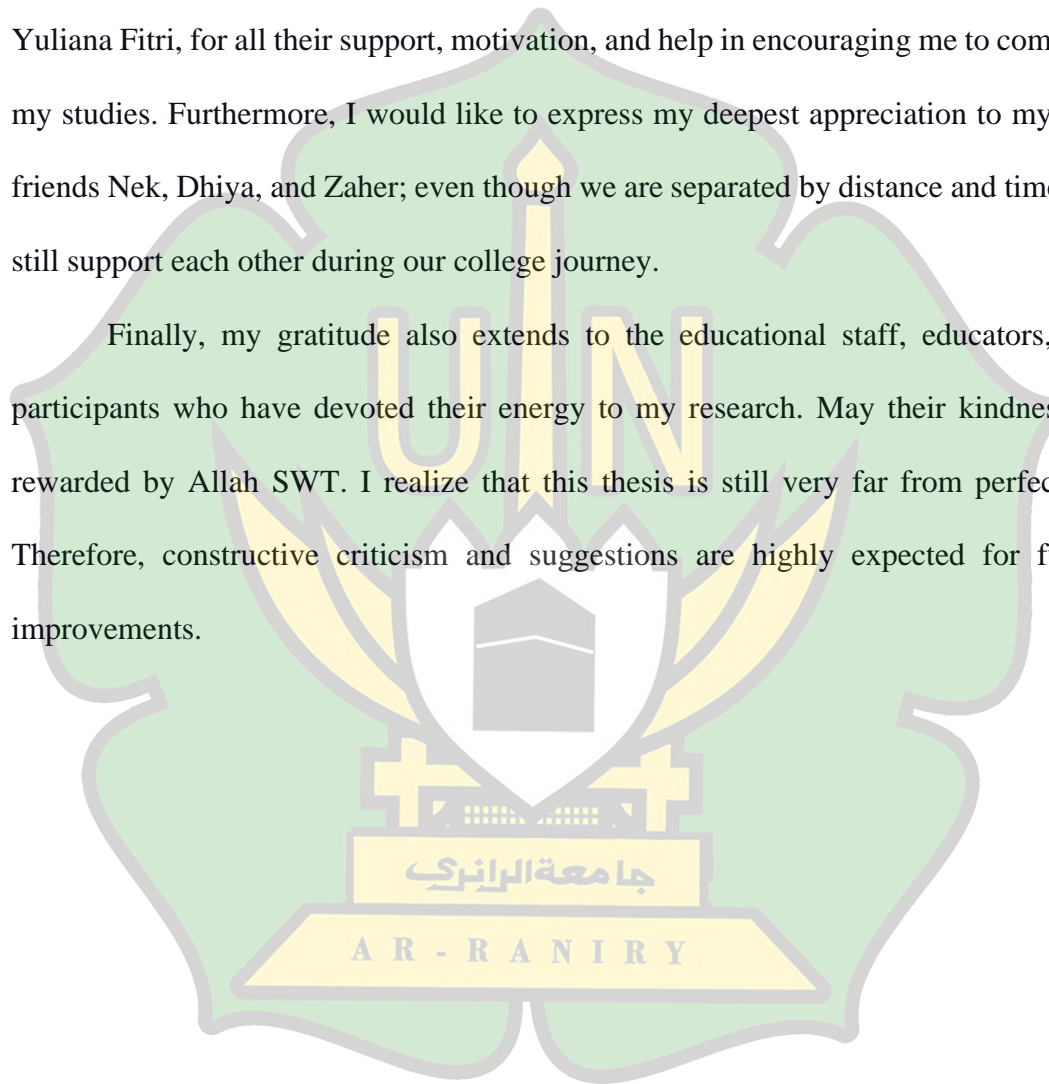 Yuliana Fitri, for all their support, motivation, and help in encouraging me to com
my studies. Furthermore, I would like to express my deepest appreciation to my
friends Nek, Dhiya, and Zaher; even though we are separated by distance and time
still support each other during our college journey.
Finally, my gratitude also extends to the educational staff, educators,
participants who have devoted their energy to my research. May their kindnes
rewarded by Allah SWT. I realize that this thesis is still very far from perfec
Therefore, constructive criticism and suggestions are highly expected for f
improvements.
UIN
جامعة الرانري
AR-RANIRY